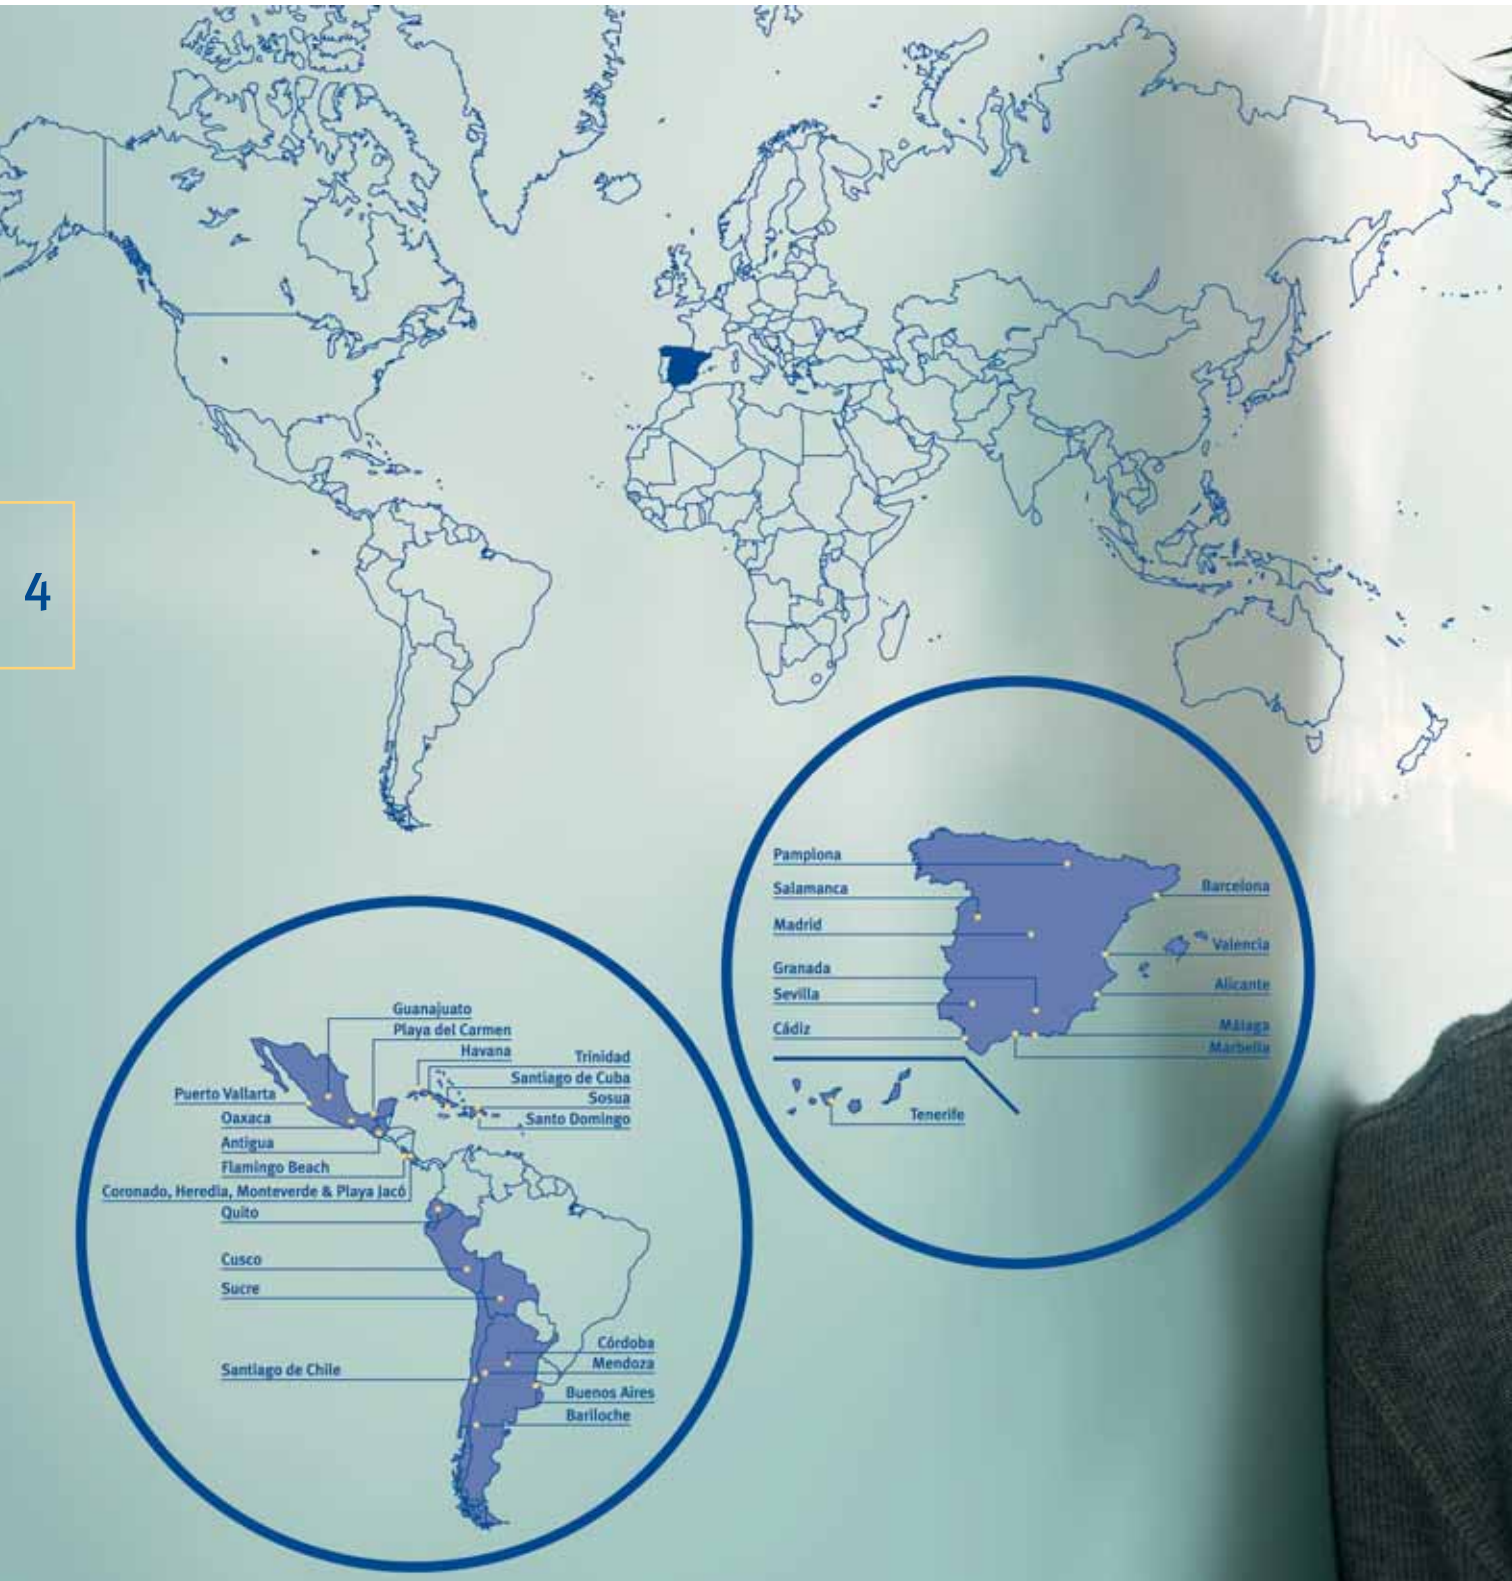 4
Pamplona
Salamanca
Madrid
Granada
Sevilla
Cádiz
Barcelona
Valencia
Alicante
Málaga
Marbella
Tenerife
Guanajuato
Playa del Carmen
Havana
Trinidad
Santiago de Cuba
Sosua
Santo Domingo
Puerto Vallarta
Oaxaca
Antigua
Flamingo Beach
Coronado, Heredia, Monteverde & Playa Jacó
Quito
Cusco
Sucre
Santiago de Chile
Córdoba
Mendoza
Buenos Aires
Bariloche